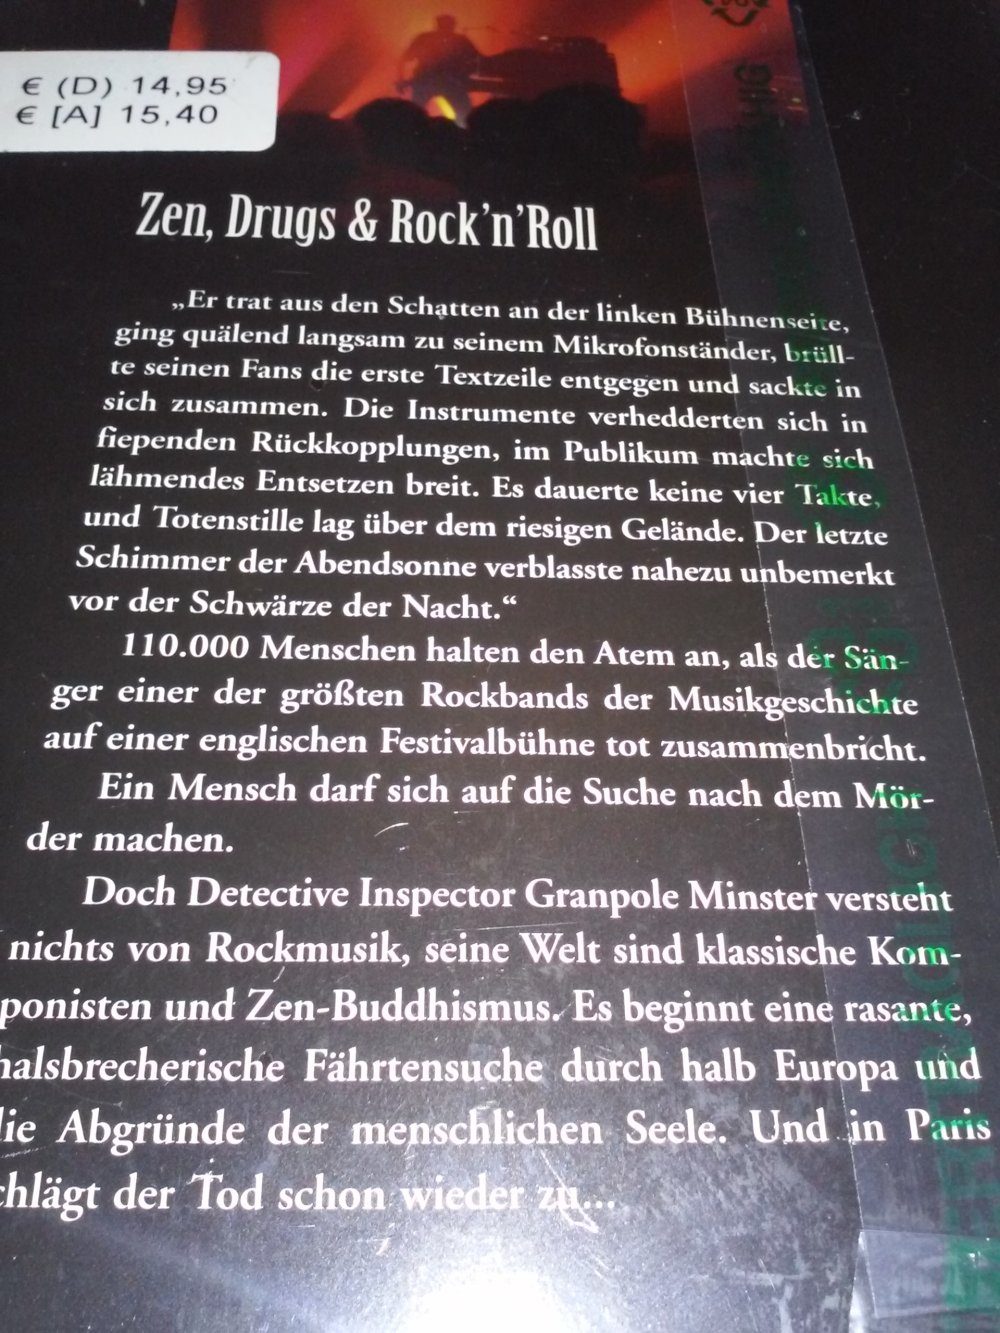 € (D) 14,95
€ [A] 15,40
Zen, Drugs & Rock’n’Roll
„Er trat aus den Schatten an der linken Bühnenseite,
ging quälend langsam zu seinem Mikrofonständer, brüll-
te seinen Fans die erste Textzeile entgegen und sackte in
sich zusammen. Die Instrumente verhedderten sich in
fiependen Rückkopplungen, im Publikum machte sich
lähmendes Entsetzen breit. Es dauerte keine vier Takte,
und Totenstille lag über dem riesigen Gelände. Der letzte
Schimmer der Abendsonne verblasste nahezu unbemerkt
vor der Schwärze der Nacht.“
110.000 Menschen halten den Atem an, als der Sän-
ger einer der größten Rockbands der Musikgeschichte
auf einer englischen Festivalbühne tot zusammenbricht.
Ein Mensch darf sich auf die Suche nach dem Mör-
der machen.
Doch Detective Inspector Granpole Minster versteht
nichts von Rockmusik, seine Welt sind klassische Kom-
ponisten und Zen-Buddhismus. Es beginnt eine rasante,
halsbrecherische Fährtensuche durch halb Europa und
die Abgründe der menschlichen Seele. Und in Paris
chlägt der Tod schon wieder zu...